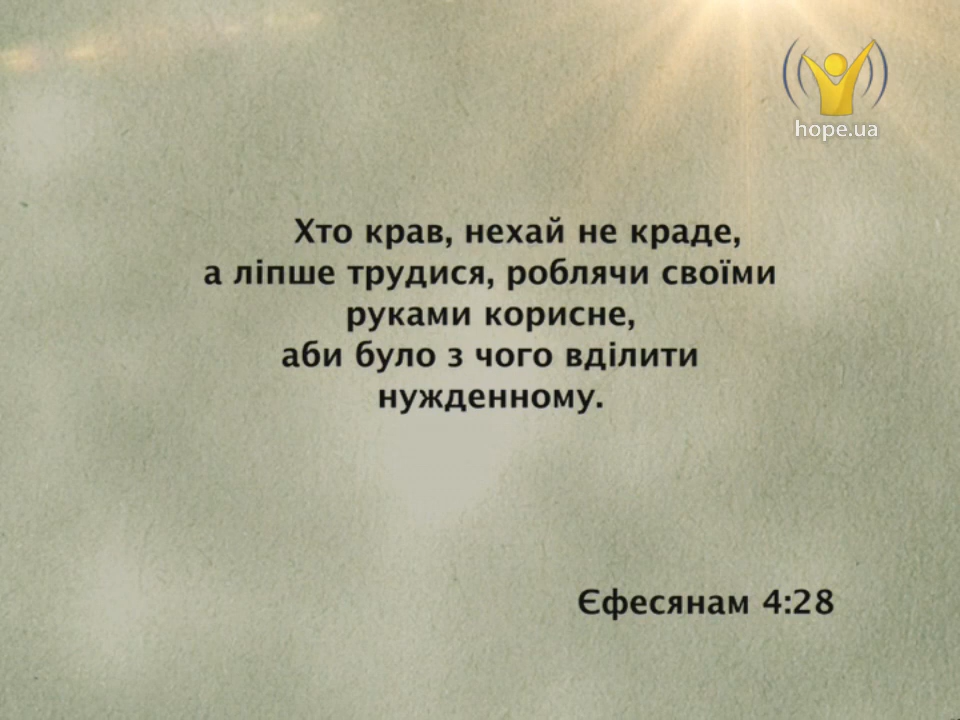 hope.ua
Хто крав, нехай не краде,
а ліпше трудися, роблячи своїми
руками корисне,
аби було з чого вділити
нужденному.
Єфесянам 4:28